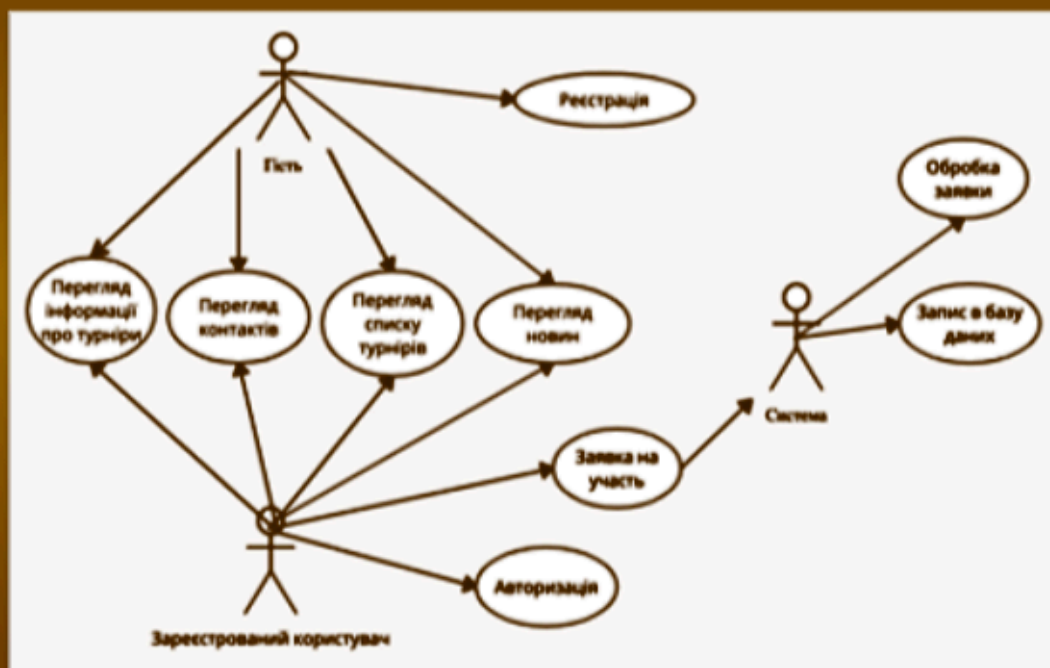 Реєстрація
Гість
Обробка
заявки
Перегляд
інформації
про турніри
Перегляд
контактів
Перегляд
списку
турнірів
Перегляд
новин
Запис в базу
даних
Система
Заявка на
участь
Авторизація
Зареєстрований користувач